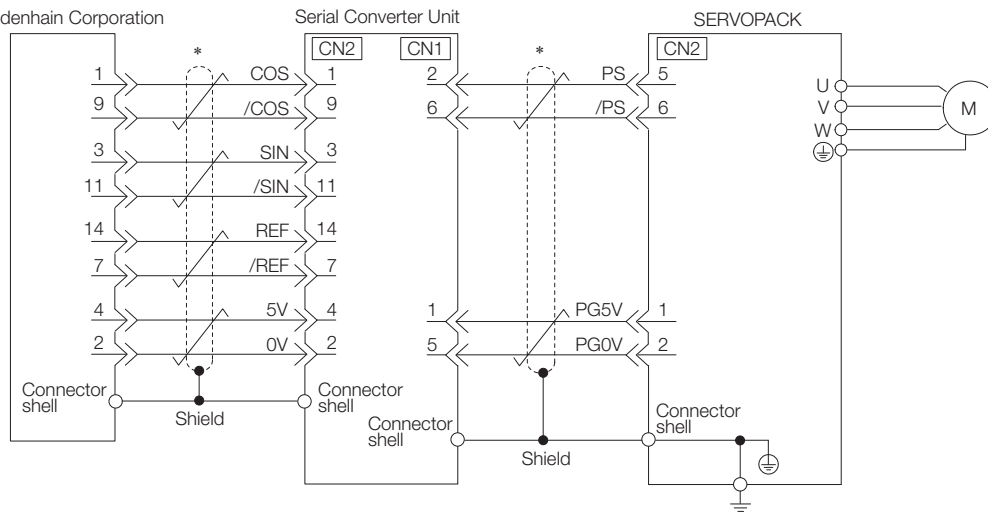 denhain Corporation
Serial Converter Unit
SERVOPACK
CN2 CN1 CN2
* *
1 COS 1 2 PS 5
9 /COS 9 6 /PS 6
3 SIN 3
11 /SIN 11
14 REF 14
7 /REF 7
4 5V 4 1 PG5V 1
2 0V 2 5 PG0V 2
U
V
W
M
Connector
shell
Shield
Connector
shell
Connector
shell
Shield
Connector
shell